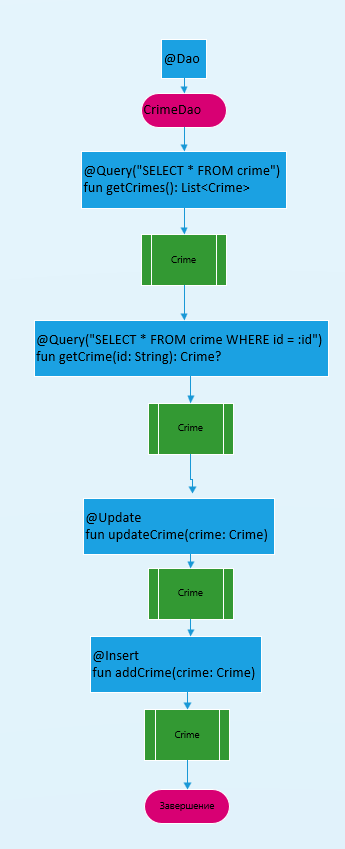 @Dao
CrimeDao
@Query("SELECT * FROM crime")
fun getCrimes(): List<Crime>
Crime
@Query("SELECT * FROM crime WHERE id = :id")
fun getCrime(id: String): Crime?
Crime
@Update
fun updateCrime(crime: Crime)
Crime
@Insert
fun addCrime(crime: Crime)
Crime
Завершение